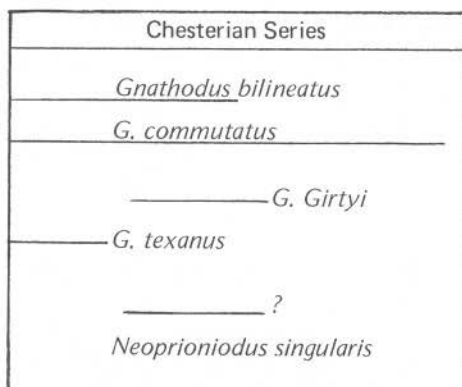 Chesterian Series
Gnathodus bilineatus
G. commutatus
G. Girtyi
G. texanus
?
Neoprioniodus singularis